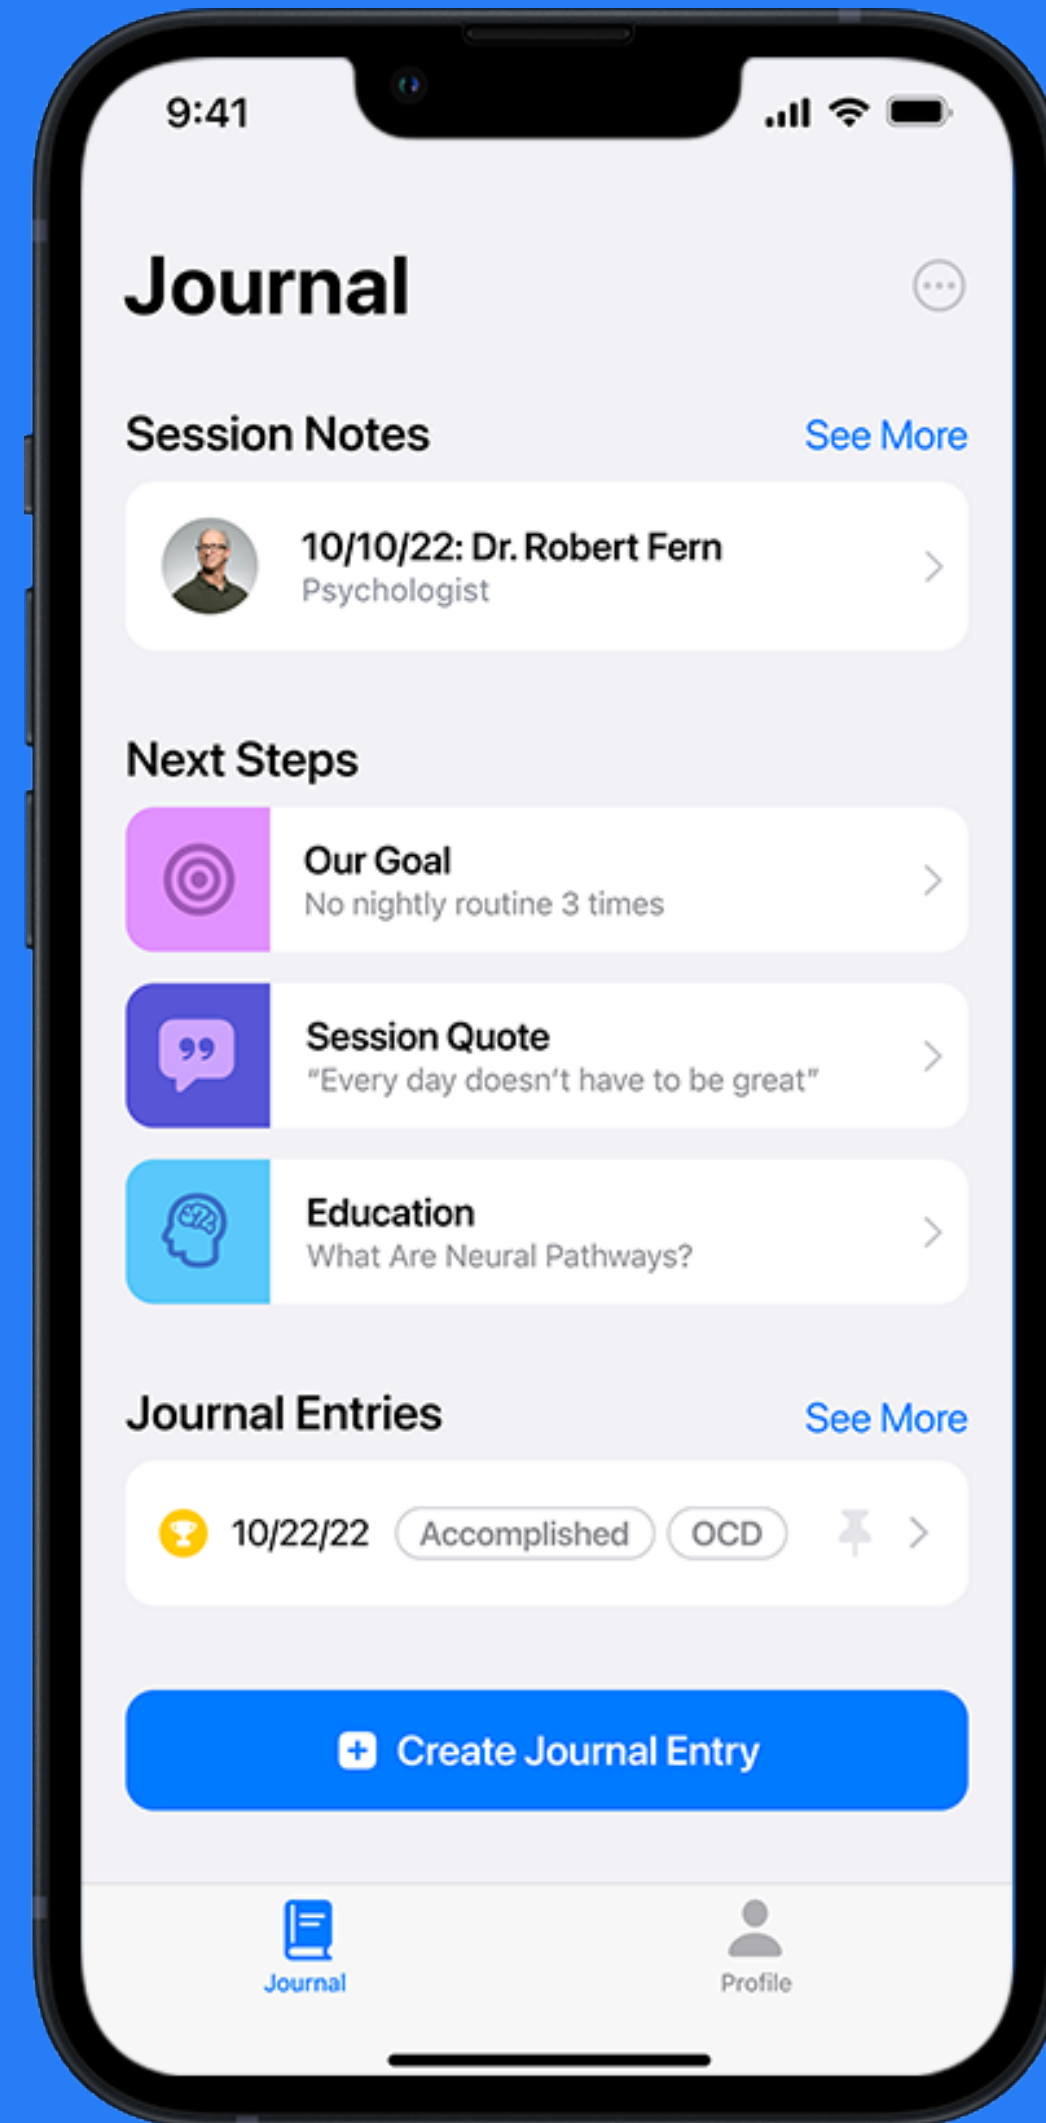 9:41
Journal
Session Notes
See More
10/10/22: Dr. Robert Fern
Psychologist
Next Steps
Our Goal
No nightly routine 3 times
Session Quote
“Every day doesn’t have to be great”
Education
What Are Neural Pathways?
Journal Entries
See More
10/22/22 Accomplished OCD
Create Journal Entry
Journal
Profile